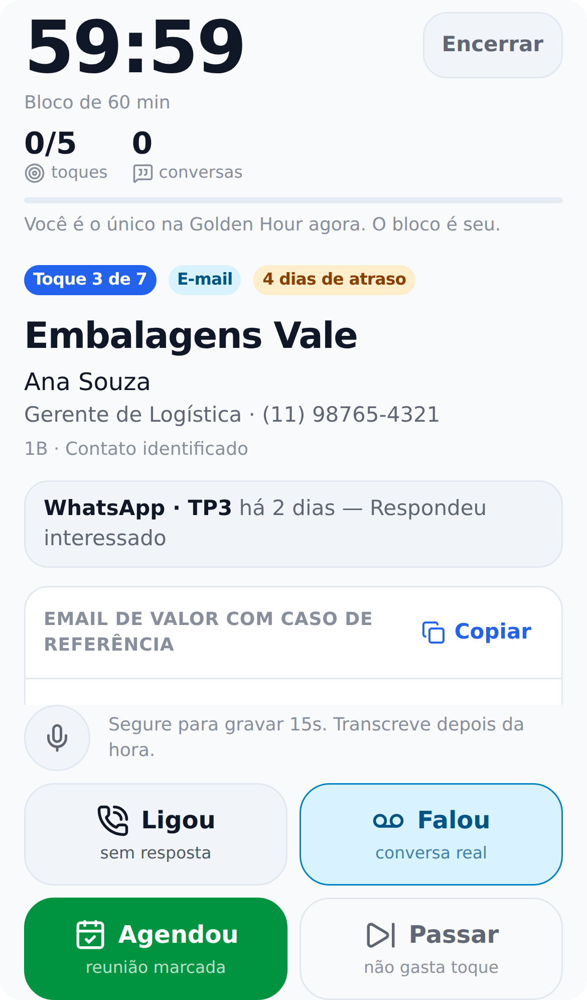 59:59
Encerrar
Bloco de 60 min
0/5
0
toques
conversas
Você é o único na Golden Hour agora. O bloco é seu.
Toque 3 de 7
E-mail
4 dias de atraso
Embalagens Vale
Ana Souza
Gerente de Logística · (11) 98765-4321
1B · Contato identificado
WhatsApp · TP3 há 2 dias — Respondeu
interessado
EMAIL DE VALOR COM CASO DE
REFERÊNCIA
Copiar
Segure para gravar 15s. Transcreve depois da
hora.
Ligou
sem resposta
Falou
conversa real
Agendou
reunião marcada
Passar
não gasta toque